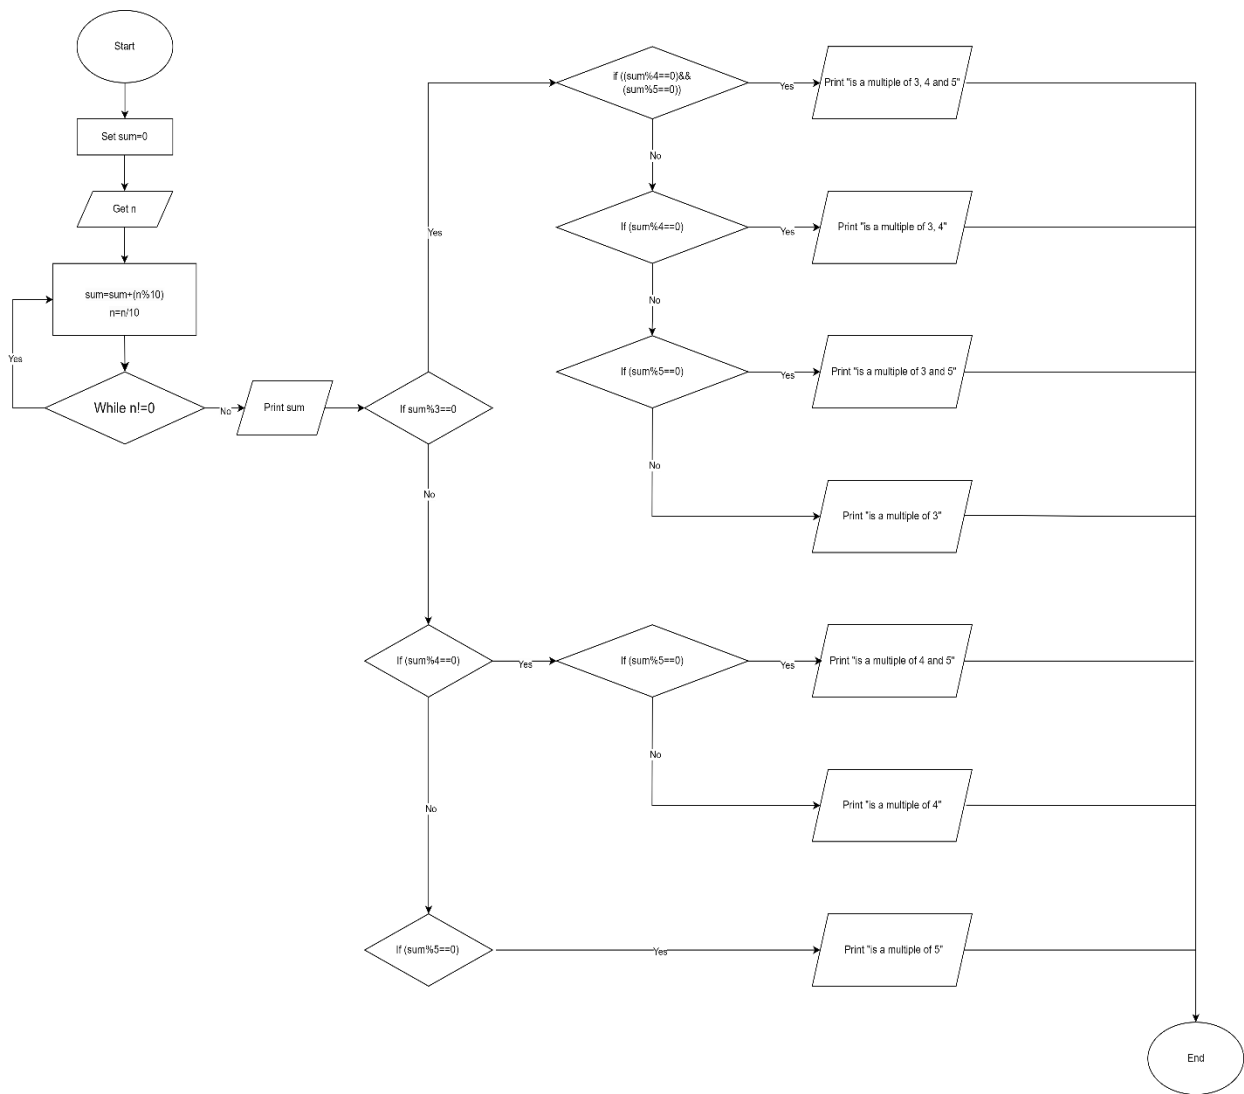 Start
Set sum=0
Get n
sum=sum+(n%10)
n=n/10
Yes
While n!=0
No
Print sum
If sum%3==0
Yes
if ((sum%4==0)&&
(sum%5==0))
Yes
Print "is a multiple of 3, 4 and 5"
No
If (sum%4==0)
Yes
Print "is a multiple of 3, 4"
No
If (sum%5==0)
Yes
Print "is a multiple of 3 and 5"
No
Print "is a multiple of 3"
No
If (sum%4==0)
Yes
If (sum%5==0)
Yes
Print "is a multiple of 4 and 5"
No
Print "is a multiple of 4"
No
If (sum%5==0)
Yes
Print "is a multiple of 5"
End